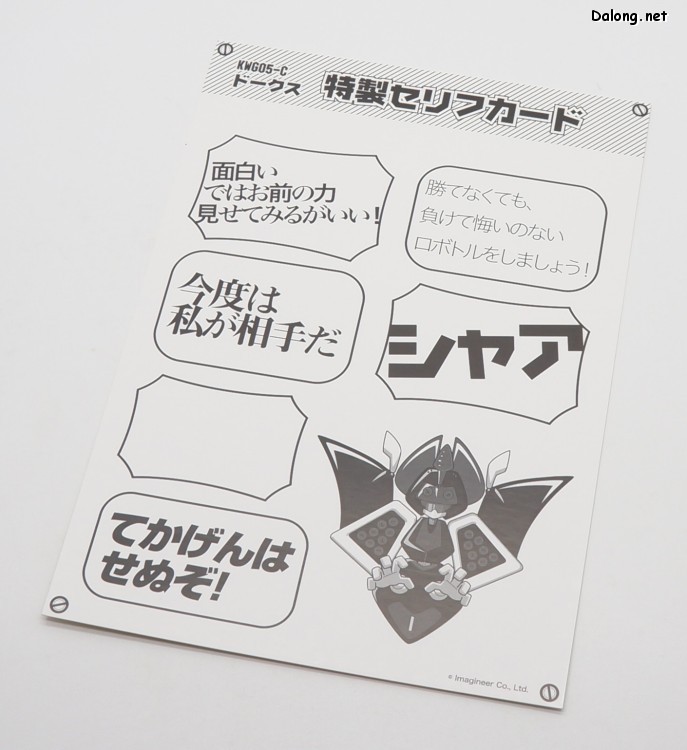 Dalong.net
KWG05-C
ドークス
特製セリフカード
面白い
ではお前の力
見せてみるがいい!
勝てなくても、
負けて悔いのない
ロボトルをしましょう!
今度は
私が相手だ
シャア
てかげんは
せぬぞ!
© Imagineer Co., Ltd.